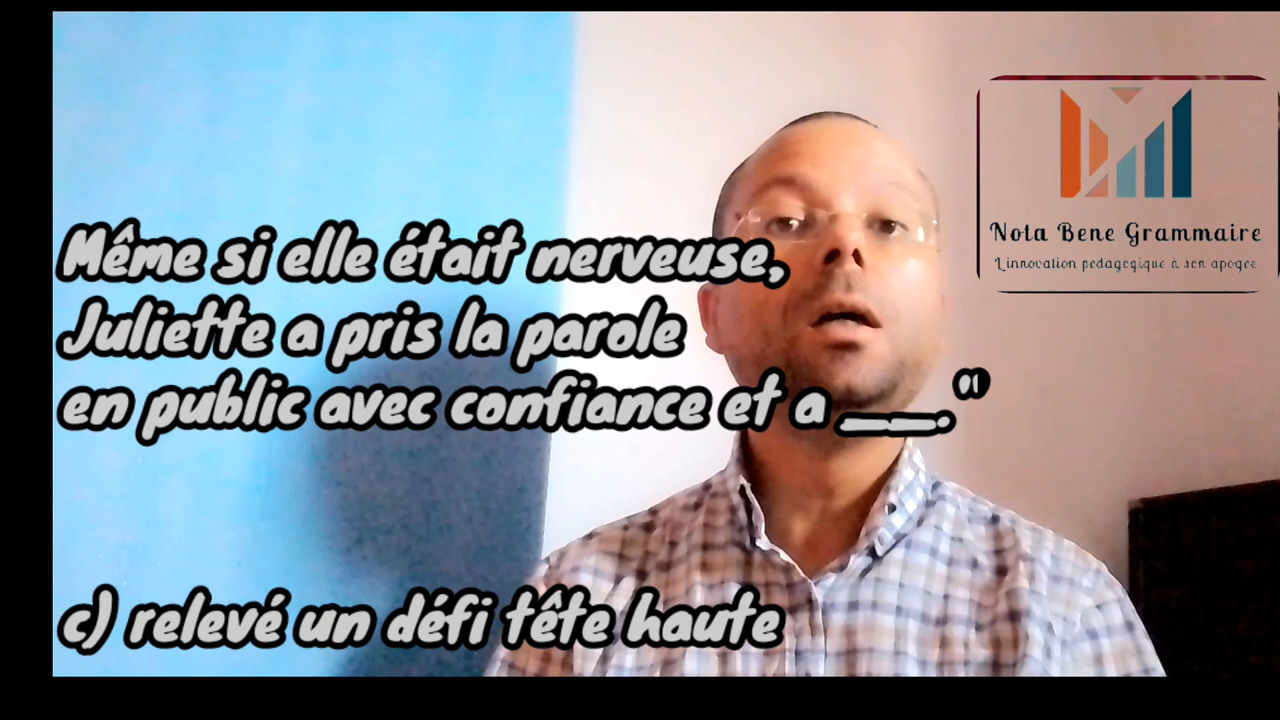 Même si elle était nerveuse,
Juliette a pris la parole
en public avec confiance et a ___."
c) relevé un défi tête haute
Nota Bene Grammaire
L'innovation pédagogique à son apogée